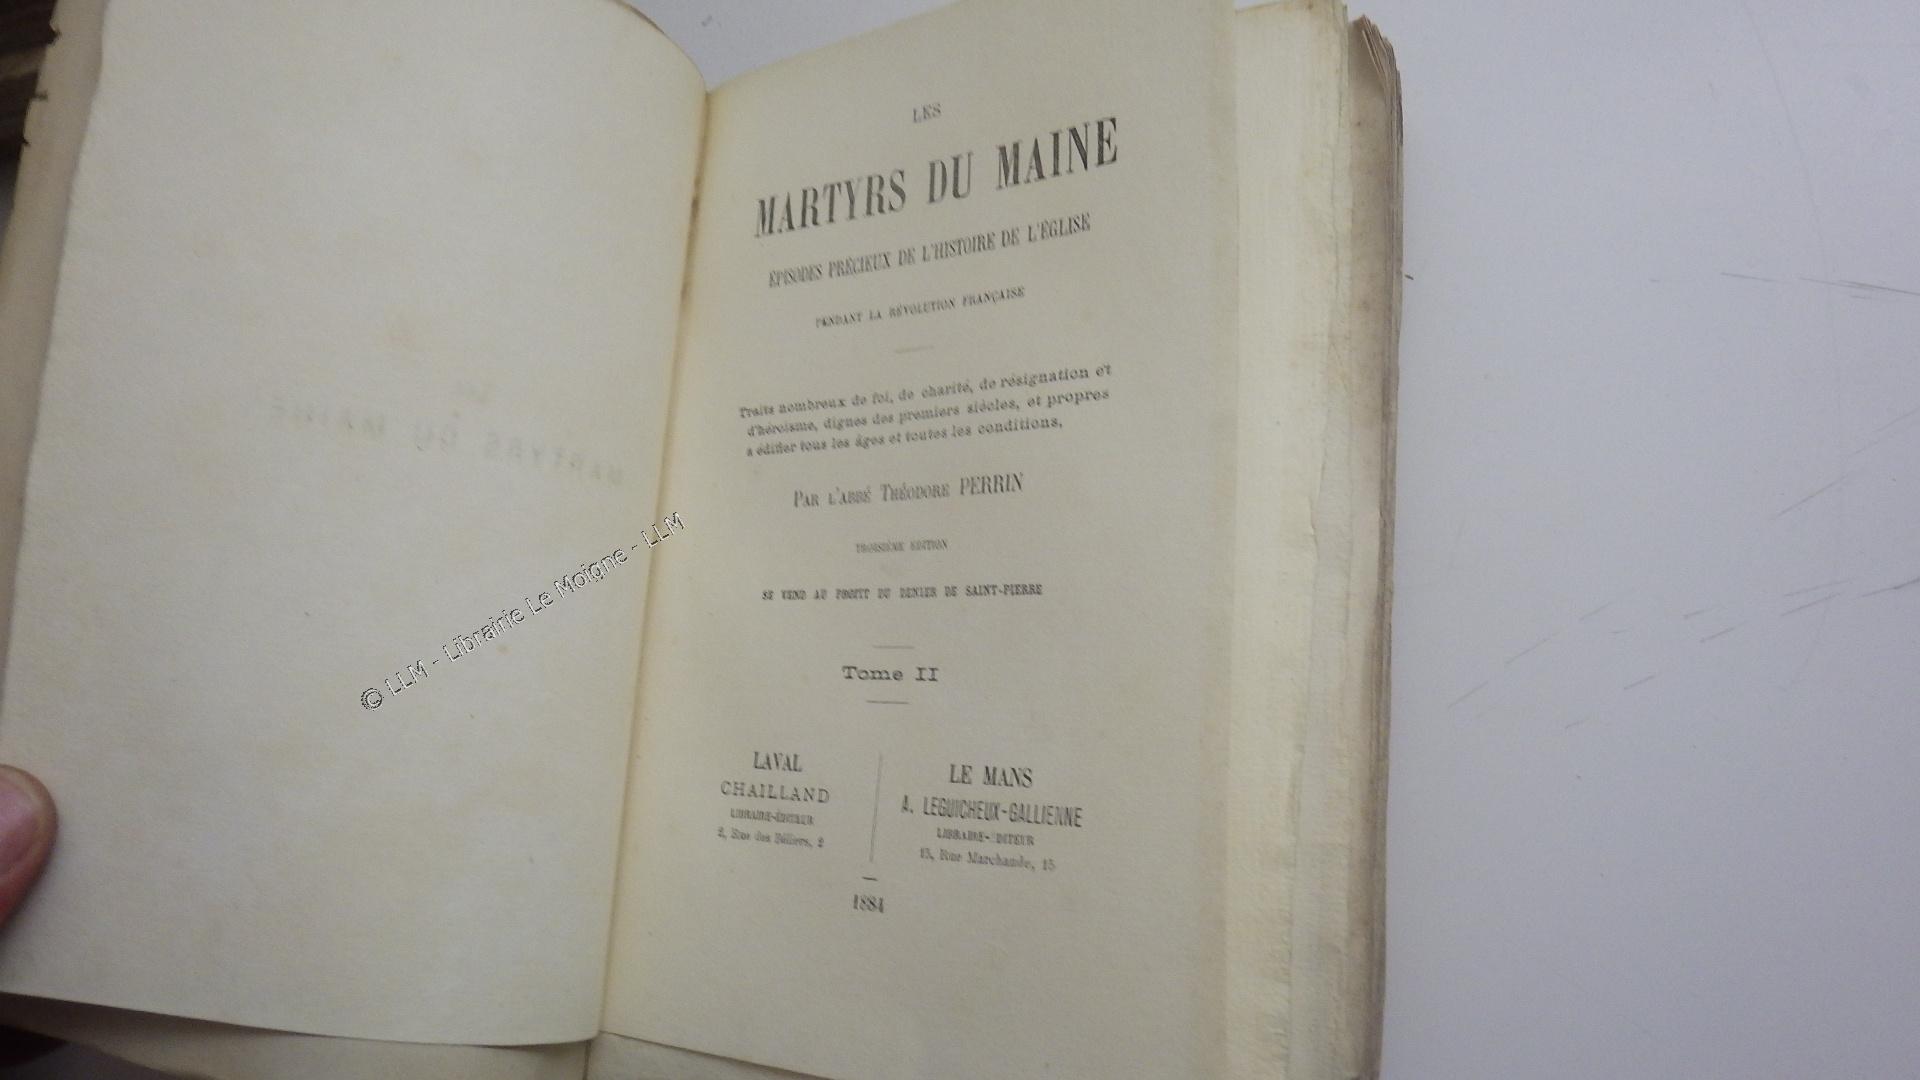 LES
MARTYRS DU MAINE
ÉPISODES PRÉCIEUX DE L'HISTOIRE DE L'ÉGLISE
PENDANT LA RÉVOLUTION FRANÇAISE
Traits nombreux de foi, de charité, de résignation et
d'héroïsme, dignes des premiers siècles, et propres
a édifier tous les âges et toutes les conditions,
PAR L'ABBÉ THÉODORE PERRIN
TROISIÈME EDITION
SE VEND AU PROFIT DU DENIER DE SAINT-PIERRE
Tome II
LAVAL
CHAILLAND
LIBRAIRE-ÉDITEUR
2, Rue des Béliers, 2
LE MANS
A. LEGUICHEUX-GALLIENNE
LIBRAIRE-ÉDITEUR
15, Rue Marchande, 15
1884
© LLM - Librairie Le Moigne - LLM